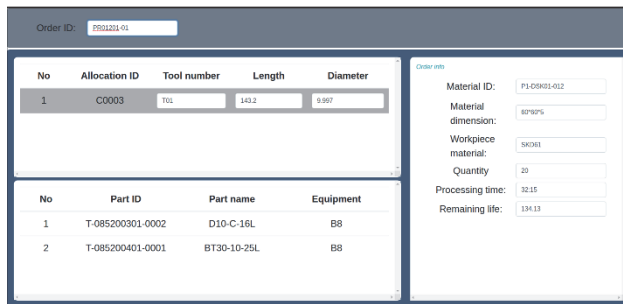 Order ID: PR01201-01
No Allocation ID Tool number Length Diameter
1 C0003 T01 143.2 9.997
No Part ID Part name Equipment
1 T-085200301-0002 D10-C-16L B8
2 T-085200401-0001 BT30-10-25L B8
Order info
Material ID: P1-DSK01-012
Material dimension: 60*60*5
Workpiece material: SKD61
Quantity 20
Processing time: 32:15
Remaining life: 134.13